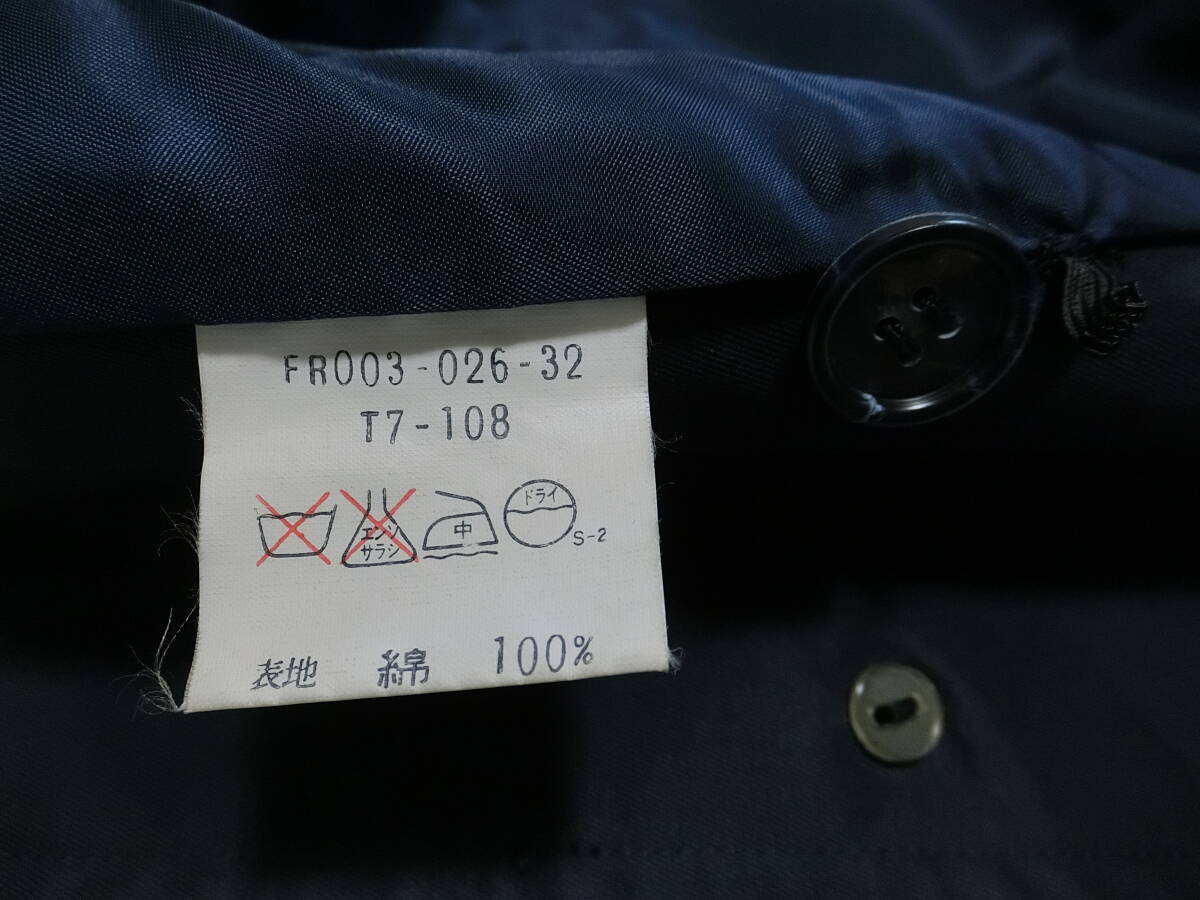 FR003-026-32
T7-108
エンソ
サラシ
中
ドライ
S-2
表地 綿 100%